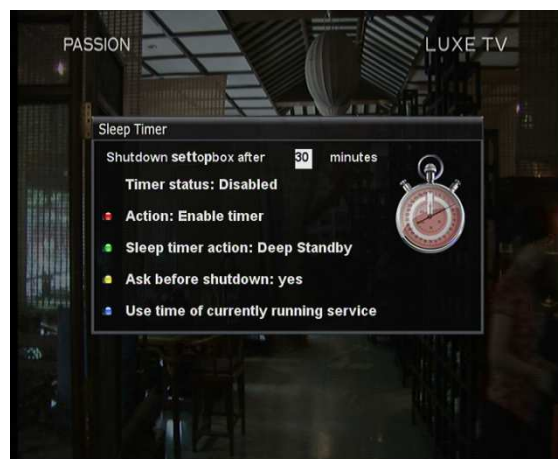 PASSION LUXE TV
Sleep Timer
Shutdown settopbox after 30 minutes
Timer status: Disabled
Action: Enable timer
Sleep timer action: Deep Standby
Ask before shutdown: yes
Use time of currently running service